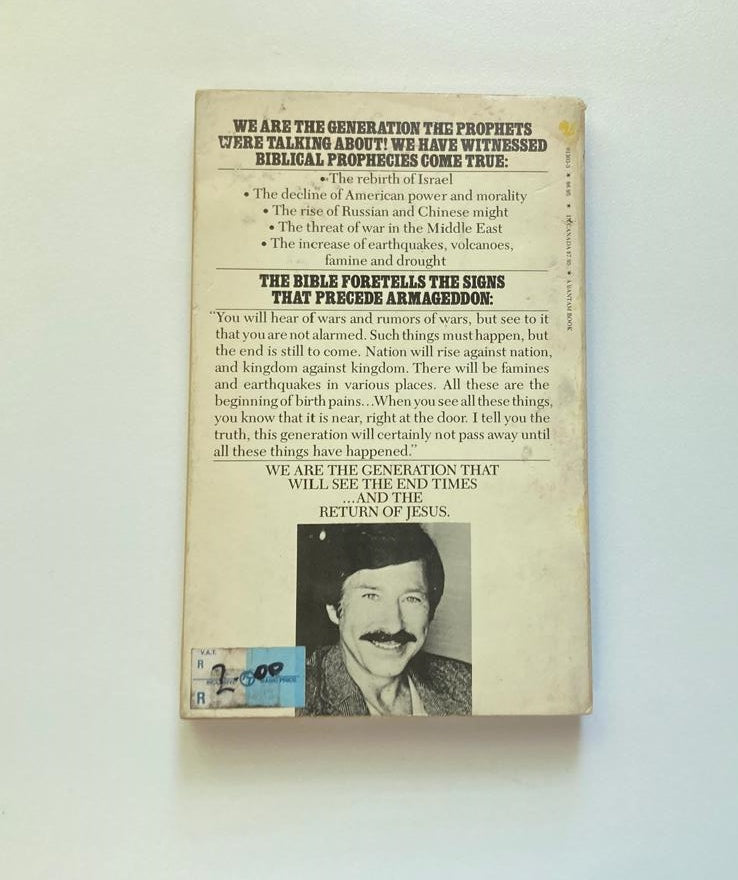 WE ARE THE GENERATION THE PROPHETS
WERE TALKING ABOUT! WE HAVE WITNESSED
BIBLICAL PROPHECIES COME TRUE:
• The rebirth of Israel
• The decline of American power and morality
• The rise of Russian and Chinese might
• The threat of war in the Middle East
• The increase of earthquakes, volcanoes,
famine and drought
THE BIBLE FORETELLS THE SIGNS
THAT PRECEDE ARMAGEDDON:
"You will hear of wars and rumors of wars, but see to it
that you are not alarmed. Such things must happen, but
the end is still to come. Nation will rise against nation,
and kingdom against kingdom. There will be famines
and earthquakes in various places. All these are the
beginning of birth pains...When you see all these things,
you know that it is near, right at the door. I tell you the
truth, this generation will certainly not pass away until
all these things have happened."
WE ARE THE GENERATION THAT
WILL SEE THE END TIMES
...AND THE
RETURN OF JESUS.
★ IN CANADA $7.95 ★ A BANTAM BOOK
V.A.T.
R 2.00
R